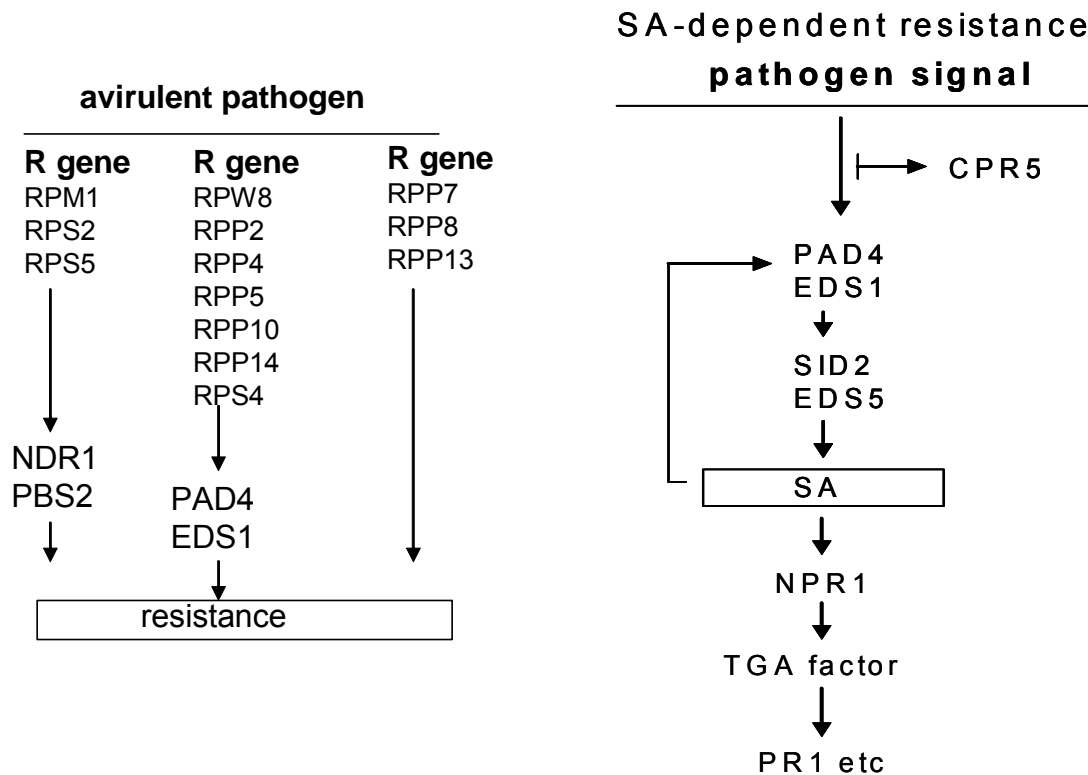 avirulent pathogen
R gene
RPM1
RPS2
RPS5
NDR1
PBS2
R gene
RPW8
RPP2
RPP4
RPP5
RPP10
RPP14
RPS4
PAD4
EDS1
R gene
RPP7
RPP8
RPP13
resistance
SA-dependent resistance
pathogen signal
CPR5
PAD4
EDS1
SID2
EDS5
SA
NPR1
TGA factor
PR1 etc